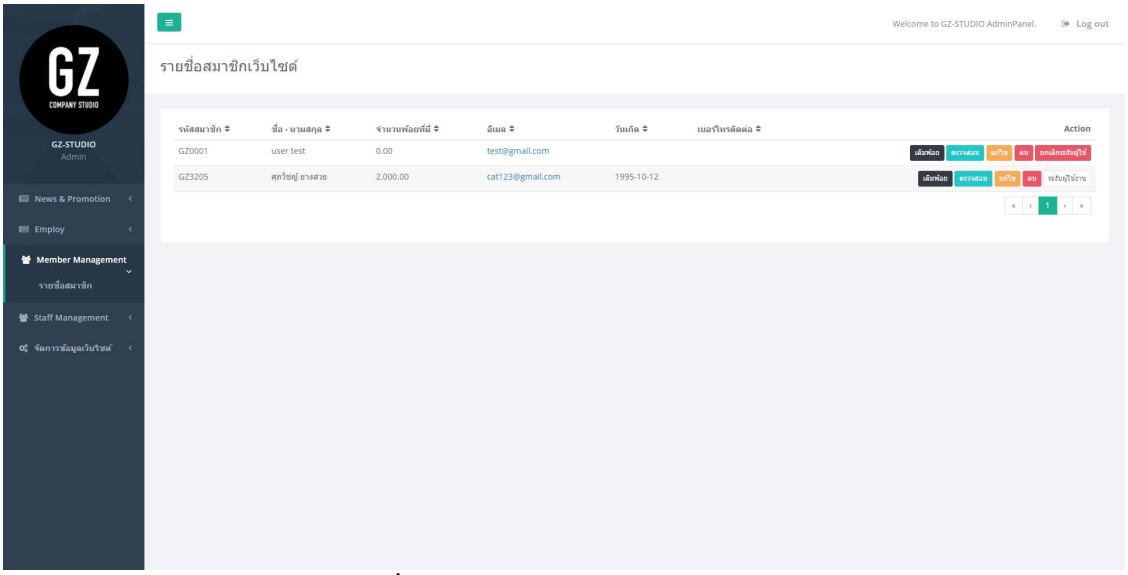 Welcome to GZ-STUDIO AdminPanel. Log out
GZ
COMPANY STUDIO
GZ-STUDIO
Admin
News & Promotion
Employ
Member Management
รายชื่อสมาชิก
Staff Management
จัดการข้อมูลเว็บไซต์
รายชื่อสมาชิกเว็บไซต์
รหัสสมาชิก ชื่อ - นามสกุล จำนวนพ้อยที่มี อีเมล วันเกิด เบอร์โทรติดต่อ Action
GZ0001 user test 0.00 test@gmail.com เติมพ้อย ตรวจสอบ แก้ไข ลบ ยกเลิกระงับผู้ใช้
GZ3205 ศุภวิชญ์ ยางสวย 2,000.00 cat123@gmail.com 1995-10-12 เติมพ้อย ตรวจสอบ แก้ไข ลบ ระงับผู้ใช้งาน
« ‹ 1 › »